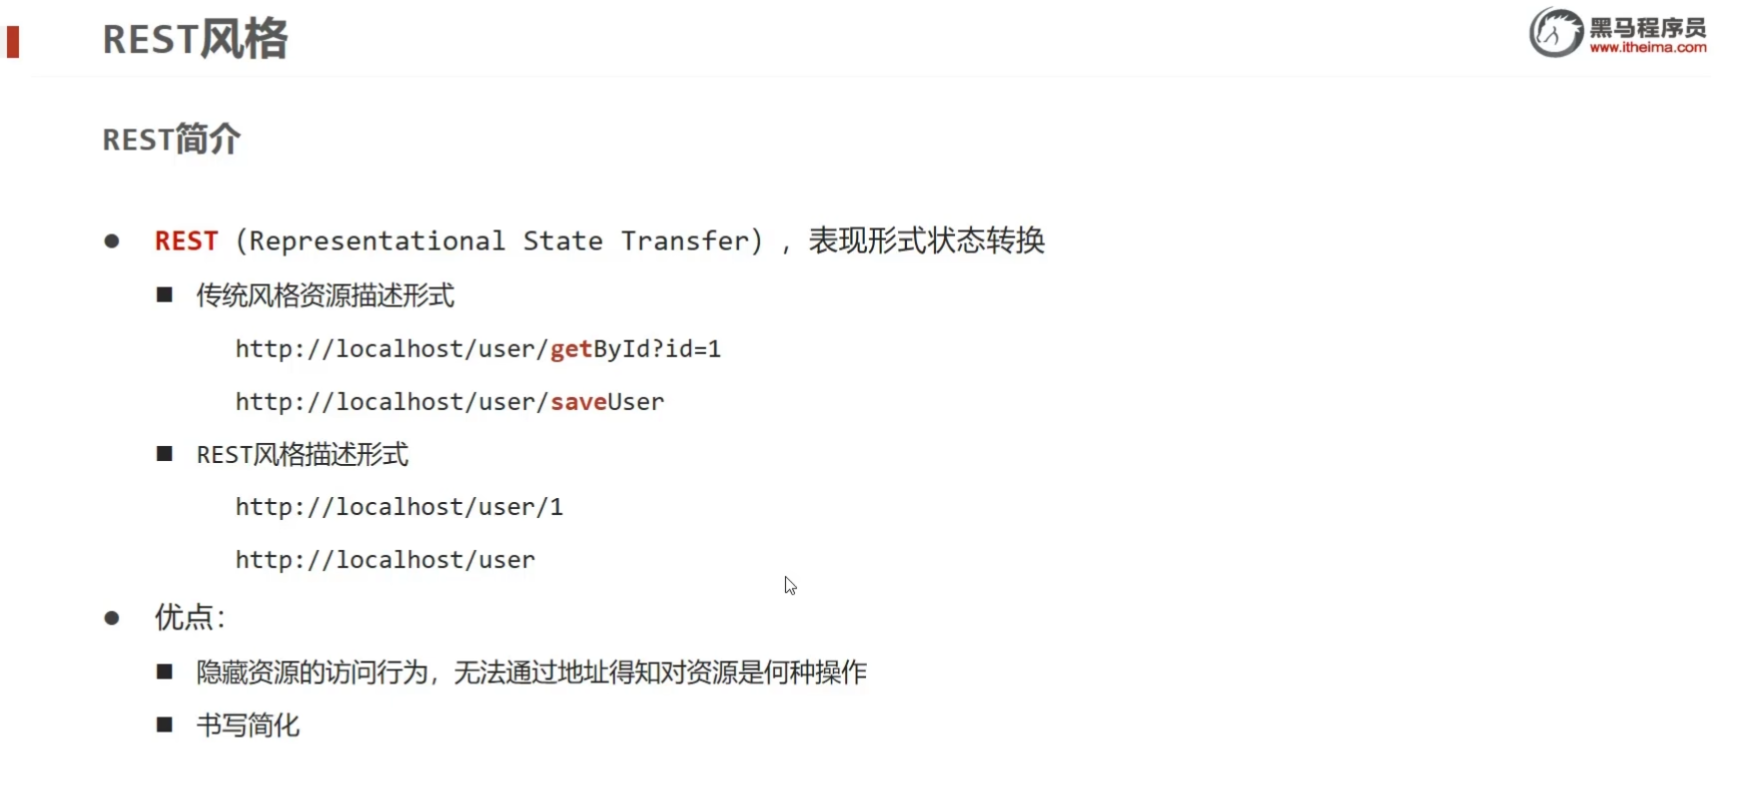 REST风格
黑马程序员
www.itheima.com
REST简介
REST（Representational State Transfer），表现形式状态转换
传统风格资源描述形式
http://localhost/user/getById?id=1
http://localhost/user/saveUser
REST风格描述形式
http://localhost/user/1
http://localhost/user
优点：
隐藏资源的访问行为，无法通过地址得知对资源是何种操作
书写简化